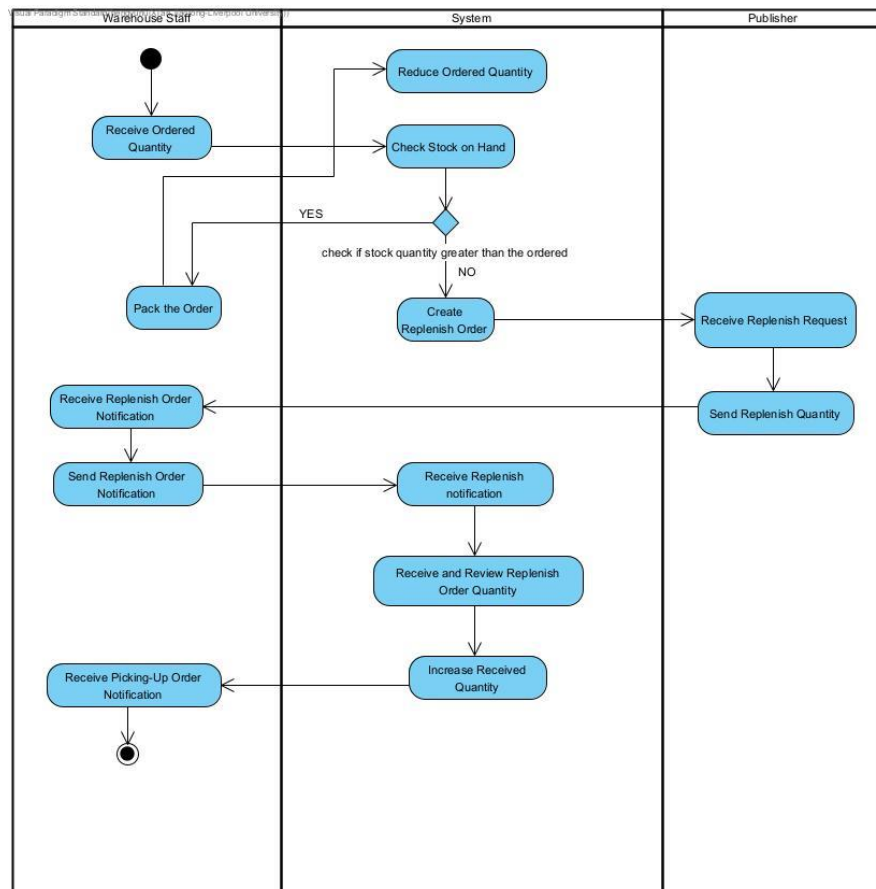 Warehouse Staff
System
Publisher
Reduce Ordered Quantity
Receive Ordered
Quantity
Check Stock on Hand
YES
check if stock quantity greater than the ordered
NO
Pack the Order
Create
Replenish Order
Receive Replenish Request
Receive Replenish Order
Notification
Send Replenish Quantity
Send Replenish Order
Notification
Receive Replenish
notification
Receive and Review Replenish
Order Quantity
Receive Picking-Up Order
Notification
Increase Received
Quantity